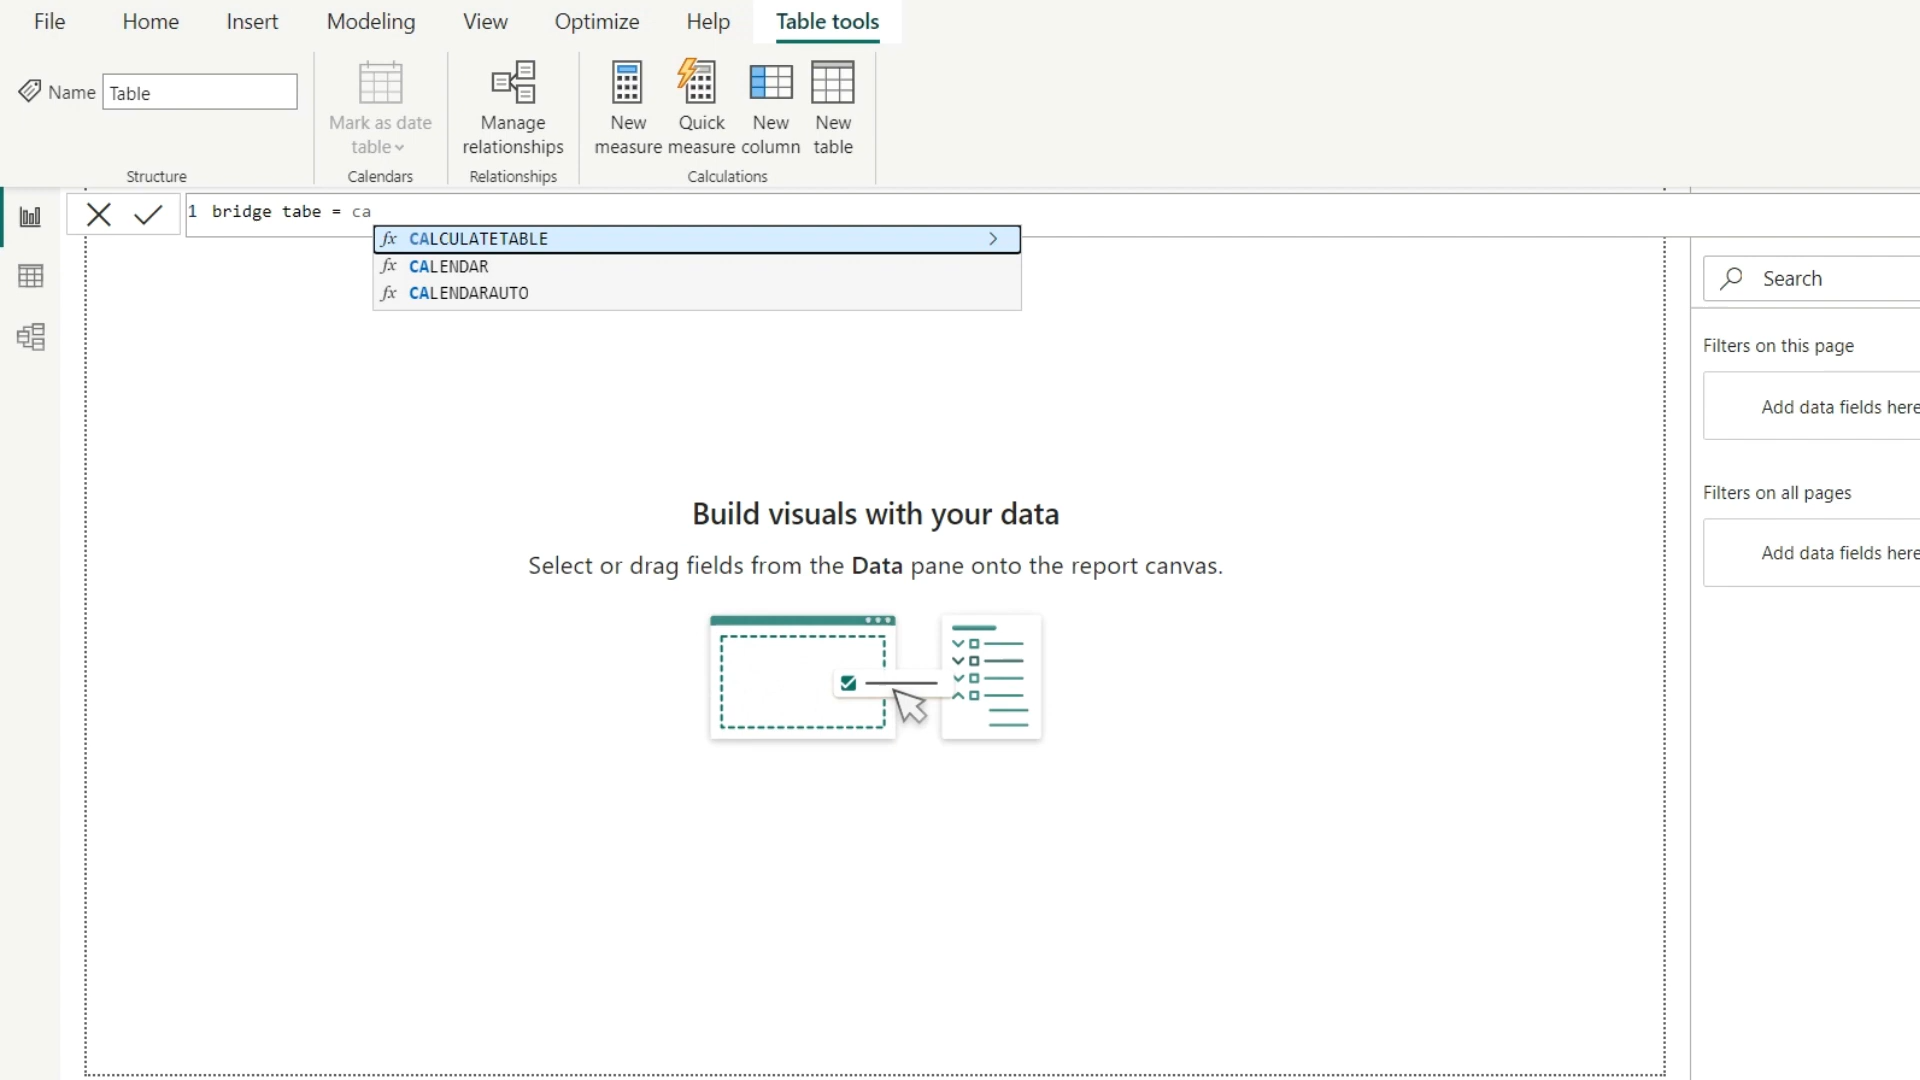 File Home Insert Modeling View Optimize Help Table tools
Name Table
Mark as date table
Manage relationships
New measure
Quick measure
New column
New table
Structure Calendars Relationships Calculations
1 bridge tabe = ca
fx CALCULATETABLE
fx CALENDAR
fx CALENDARAUTO
Search
Filters on this page
Add data fields here
Filters on all pages
Add data fields here
Build visuals with your data
Select or drag fields from the Data pane onto the report canvas.